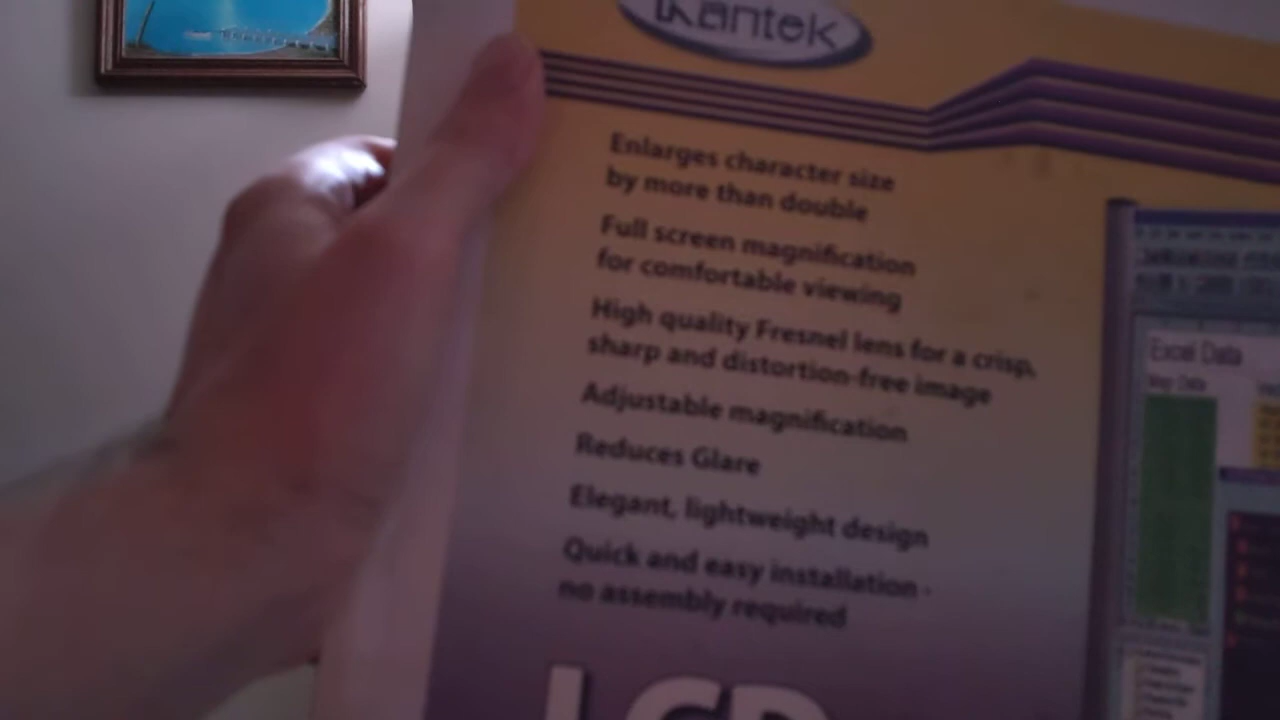 Kantek
Enlarges character size
by more than double
Full screen magnification
for comfortable viewing
High quality Fresnel lens for a crisp,
sharp and distortion-free image
Adjustable magnification
Reduces Glare
Elegant, lightweight design
Quick and easy installation -
no assembly required
LCD
Excel Data